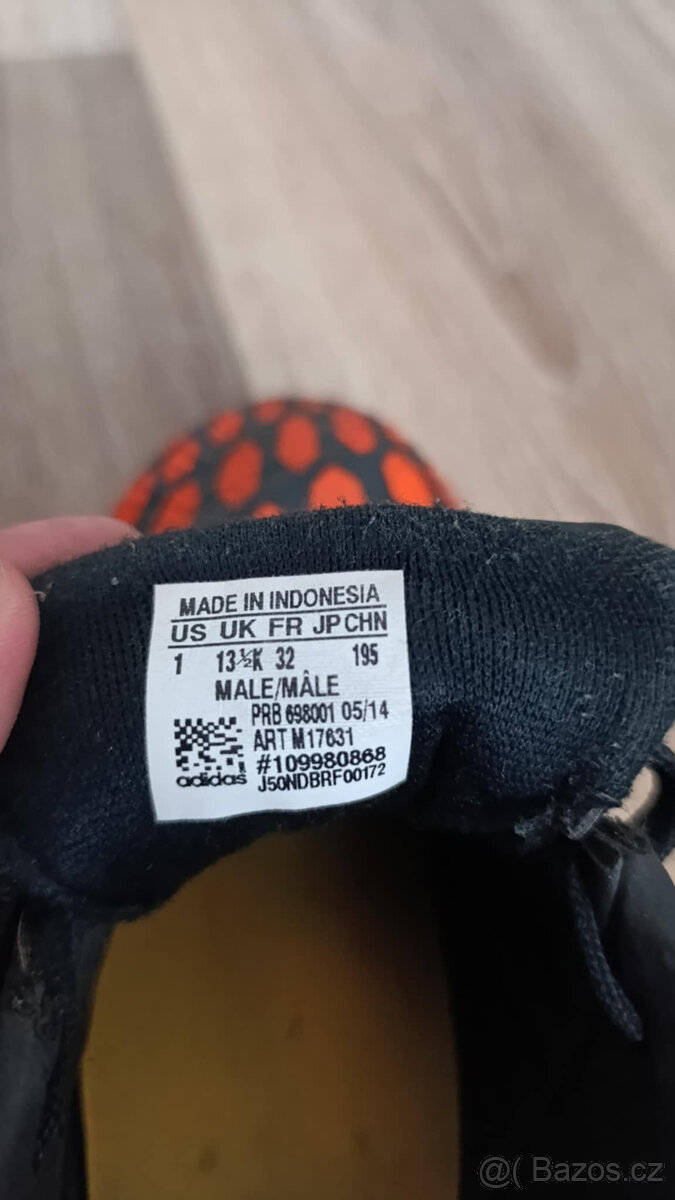 MADE IN INDONESIA
US UK FR JP CHN
1 13½K 32 195
MALE/MÂLE
PRB 698001 05/14
ART M17631
#109980868
adidas J50NDBRF00172
@( Bazos.cz